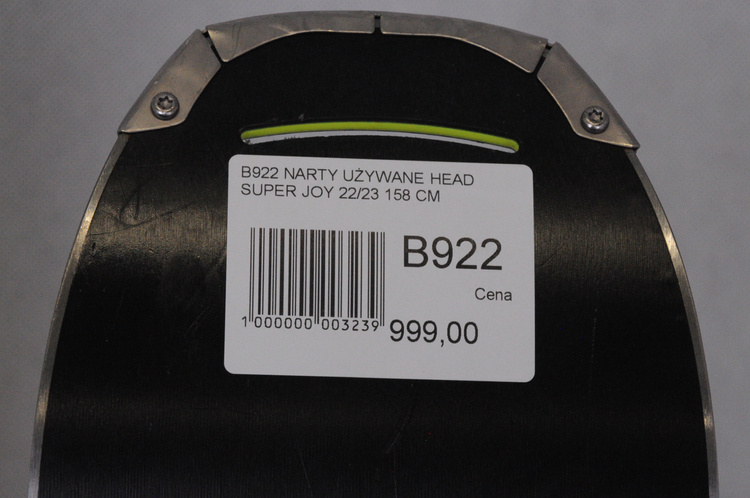 B922 NARTY UŻYWANE HEAD
SUPER JOY 22/23 158 CM
B922
Cena
1 000000 003239
999,00